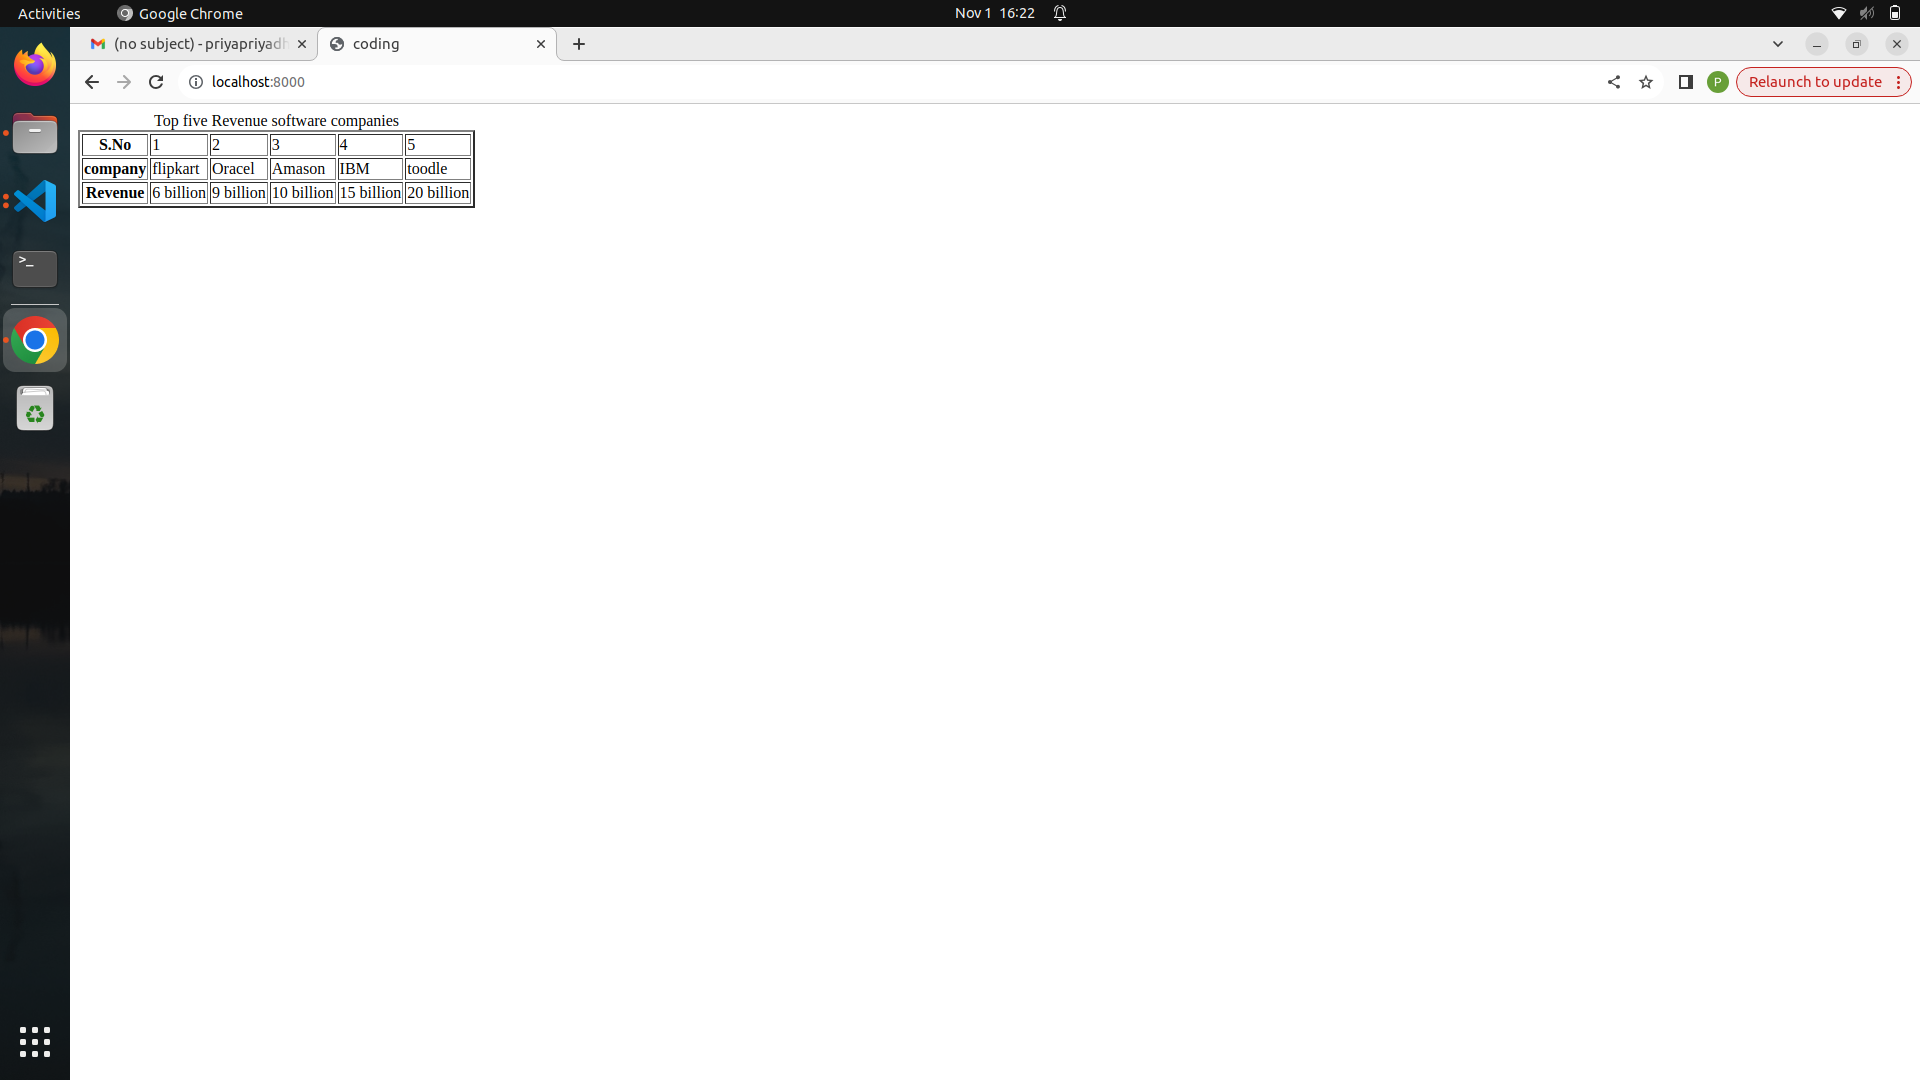 Activities Google Chrome Nov 1 16:22
(no subject) - priyapriyadh coding
localhost:8000 P Relaunch to update
Top five Revenue software companies
S.No 1 2 3 4 5
company flipkart Oracel Amason IBM toodle
Revenue 6 billion 9 billion 10 billion 15 billion 20 billion